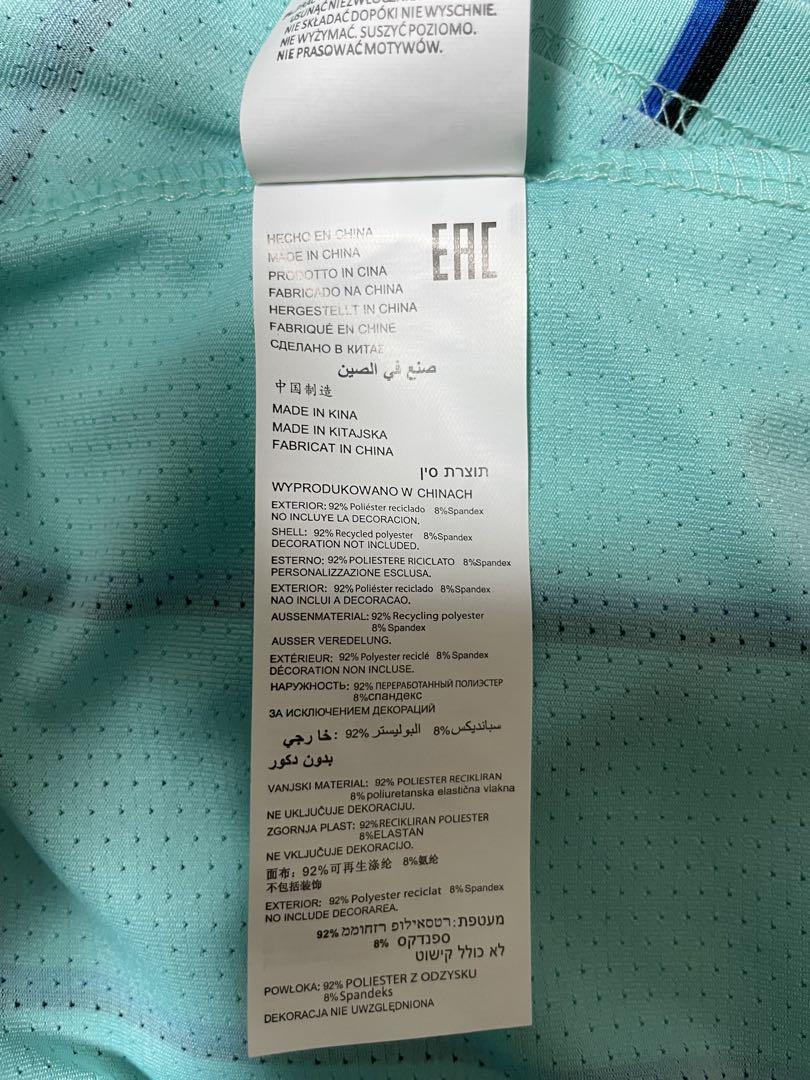 NIE SKŁADAĆ DOPÓKI NIE WYSCHNIE.
NIE WYŻYMAĆ. SUSZYĆ POZIOMO.
NIE PRASOWAĆ MOTYWÓW.
EAC
HECHO EN CHINA
MADE IN CHINA
PRODOTTO IN CINA
FABRICADO NA CHINA
HERGESTELLT IN CHINA
FABRIQUÉ EN CHINE
СДЕЛАНО В КИТАЕ
صنع في الصين
中国制造
MADE IN KINA
MADE IN KITAJSKA
FABRICAT IN CHINA
תוצרת סין
WYPRODUKOWANO W CHINACH
EXTERIOR: 92% Poliéster reciclado 8%Spandex
NO INCLUYE LA DECORACION.
SHELL: 92% Recycled polyester 8%Spandex
DECORATION NOT INCLUDED.
ESTERNO: 92% POLIESTERE RICICLATO 8%Spandex
PERSONALIZZAZIONE ESCLUSA.
EXTERIOR: 92% Poliéster reciclado 8%Spandex
NAO INCLUI A DECORACAO.
AUSSENMATERIAL: 92% Recycling polyester
8% Spandex
AUSSER VEREDELUNG.
EXTÉRIEUR: 92% Polyester reciclé 8% Spandex
DÉCORATION NON INCLUSE.
НАРУЖНОСТЬ: 92% ПЕРЕРАБОТАННЫЙ ПОЛИЭСТЕР
8%спандекс
ЗА ИСКЛЮЧЕНИЕМ ДЕКОРАЦИЙ
خارجي: 92% البوليستر 8%سبانديكس
بدون دكور
VANJSKI MATERIAL: 92% POLIESTER RECIKLIRAN
8% poliuretanska elastična vlakna
NE UKLJUČUJE DEKORACIJU.
ZGORNJA PLAST: 92%RECIKLIRAN POLIESTER
8%ELASTAN
NE VKLJUČUJE DEKORACIJO.
面布: 92%可再生涤纶 8%氨纶
不包括装饰
EXTERIOR: 92% Polyester reciclat 8% Spandex
NO INCLUDE DECORAREA.
מעטפת: רטסאילופ רזחוממ 92%
ספנדקס 8%
לא כולל קישוט
POWŁOKA: 92% POLIESTER Z ODZYSKU
8% Spandeks
DEKORACJA NIE UWZGLĘDNIONA